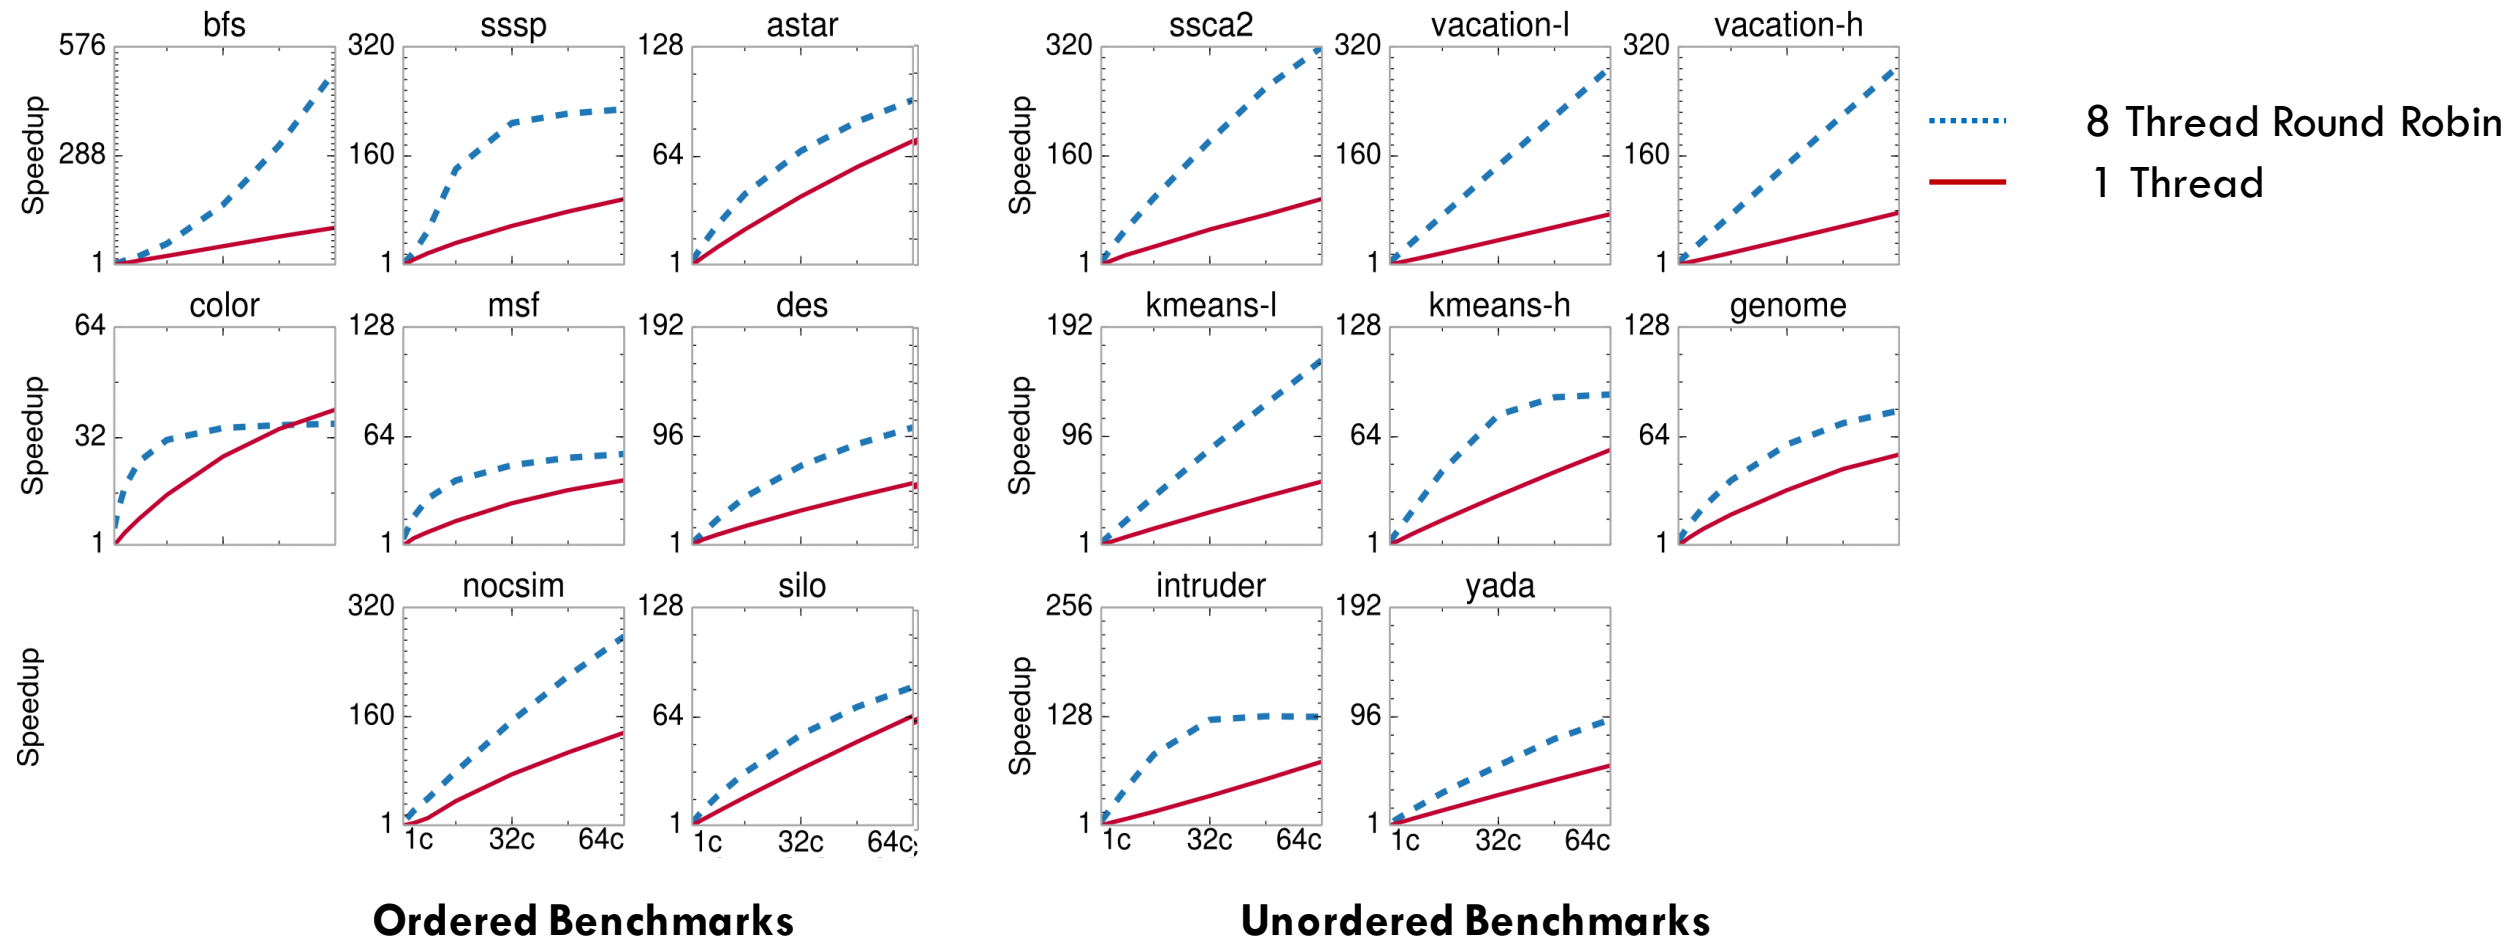 bfs sssp astar ssca2 vacation-l vacation-h
576 320 128 320 320 320
Speedup Speedup
8 Thread Round Robin
288 160 64 160 160 160
1 Thread
1 1 1 1 1 1
color msf des kmeans-l kmeans-h genome
64 128 192 192 128 128
Speedup Speedup
32 64 96 96 64 64
1 1 1 1 1 1
nocsim silo intruder yada
320 128 256 192
Speedup Speedup
160 64 128 96
1 1 1 1
1c 32c 64c 1c 32c 64c 1c 32c 64c 1c 32c 64c
Ordered Benchmarks Unordered Benchmarks